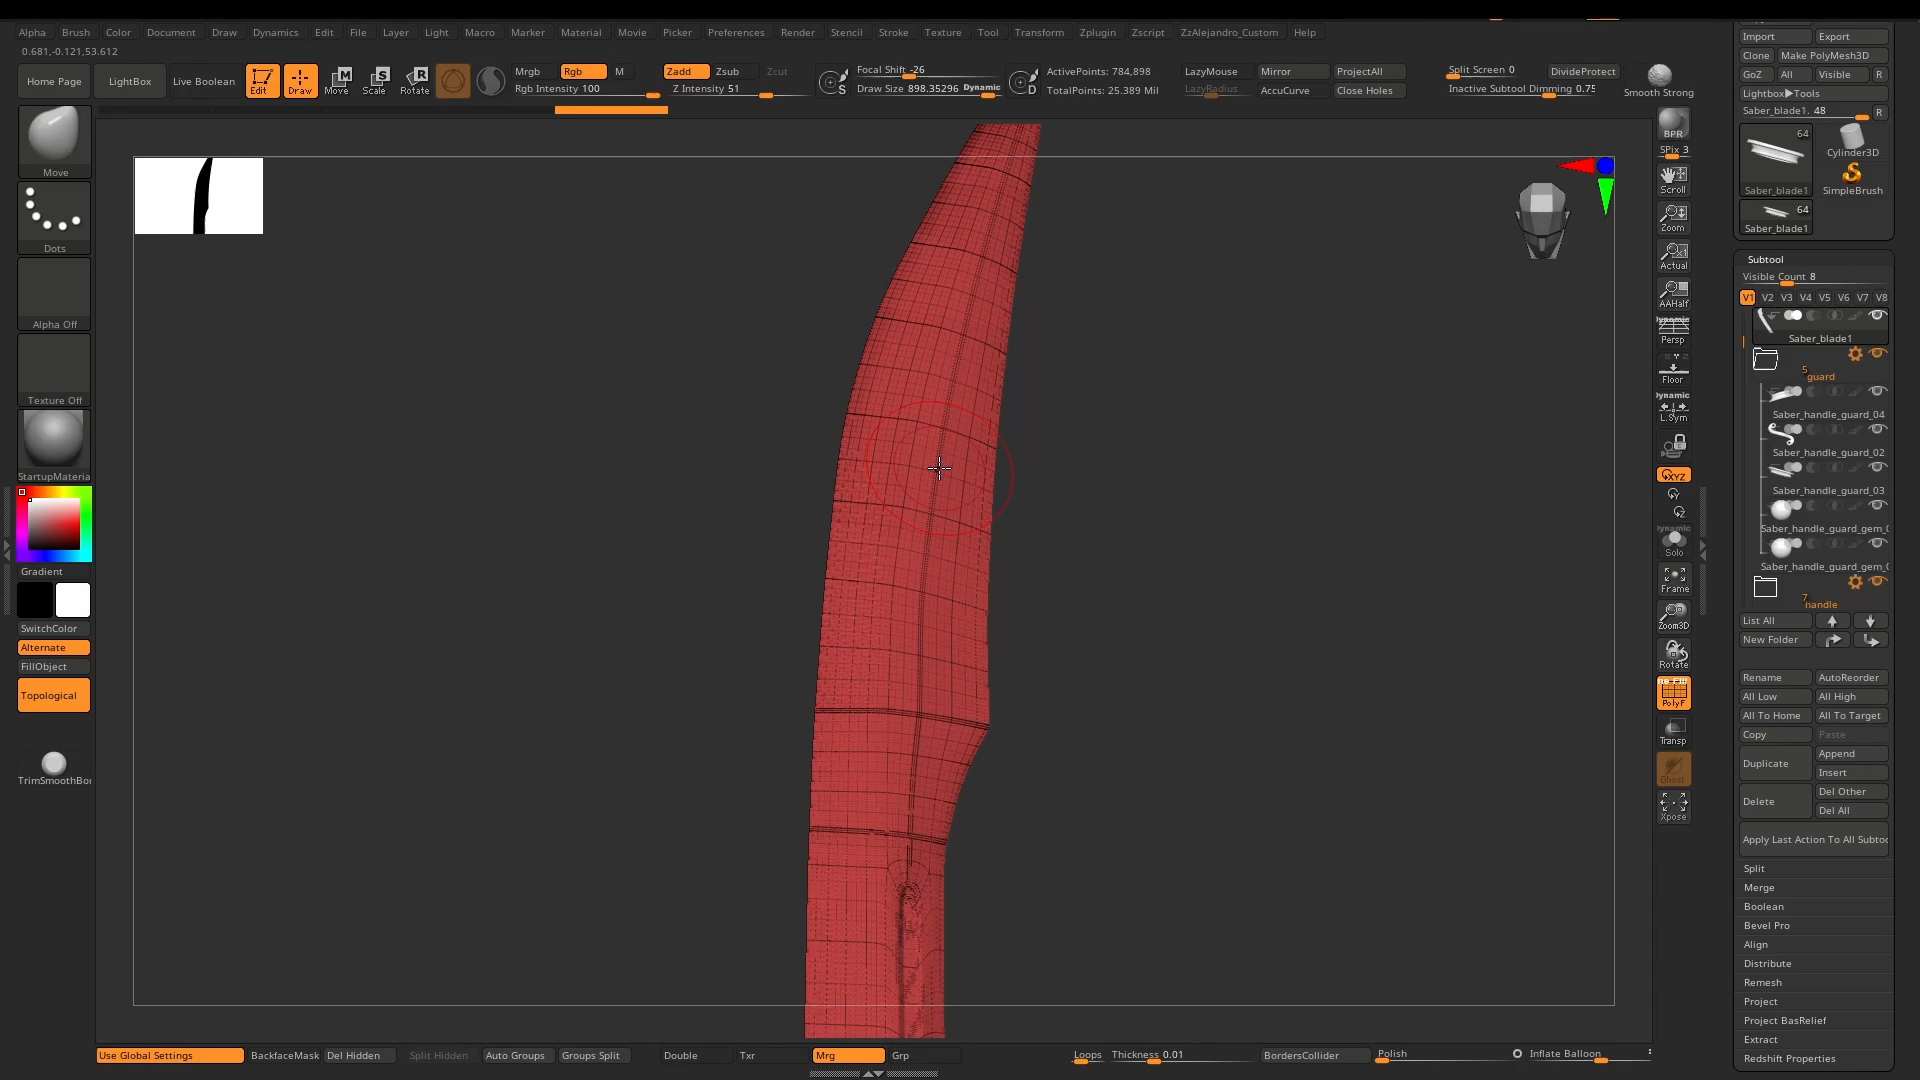 Alpha Brush Color Document Draw Dynamics Edit File Layer Light Macro Marker Material Movie Picker Preferences Render Stencil Stroke Texture Tool Transform Zplugin Zscript ZzAlejandro_Custom Help
0.681,-0.121,53.612
Home Page LightBox Live Boolean Edit Draw Move Scale Rotate
Mrgb Rgb M Zadd Zsub Zcut
Rgb Intensity 100 Z Intensity 51
Focal Shift -26
Draw Size 898.35296 Dynamic
ActivePoints: 784,898
TotalPoints: 25.389 Mil
LazyMouse Mirror ProjectAll
LazyRadius AccuCurve Close Holes
Split Screen 0 DivideProtect
Inactive Subtool Dimming 0.75
Smooth Strong
Move
Dots
Alpha Off
Texture Off
StartupMateria
Gradient
SwitchColor
Alternate
FillObject
Topological
TrimSmoothBor
BPR
SPix 3
Scroll
Zoom
Actual
AAHalf
Dynamic
Persp
Floor
Dynamic
L.Sym
XYZ
Dynamic
Solo
Frame
Zoom3D
Rotate
PolyF
Transp
Ghost
Xpose
Import Export
Clone Make PolyMesh3D
GoZ All Visible R
Lightbox▶Tools
Saber_blade1. 48 R
64
Saber_blade1
Cylinder3D
SimpleBrush
64
Saber_blade1
Subtool
Visible Count 8
V1 V2 V3 V4 V5 V6 V7 V8
Saber_blade1
5
guard
Saber_handle_guard_04
Saber_handle_guard_02
Saber_handle_guard_03
Saber_handle_guard_gem_0
Saber_handle_guard_gem_0
7
handle
List All
New Folder
Rename AutoReorder
All Low All High
All To Home All To Target
Copy Paste
Duplicate Append
Insert
Delete Del Other
Del All
Apply Last Action To All Subtoo
Split
Merge
Boolean
Bevel Pro
Align
Distribute
Remesh
Project
Project BasRelief
Extract
Redshift Properties
Use Global Settings BackfaceMask Del Hidden Split Hidden Auto Groups Groups Split Double Txr Mrg Grp Loops Thickness 0.01 BordersCollider Polish Inflate Balloon